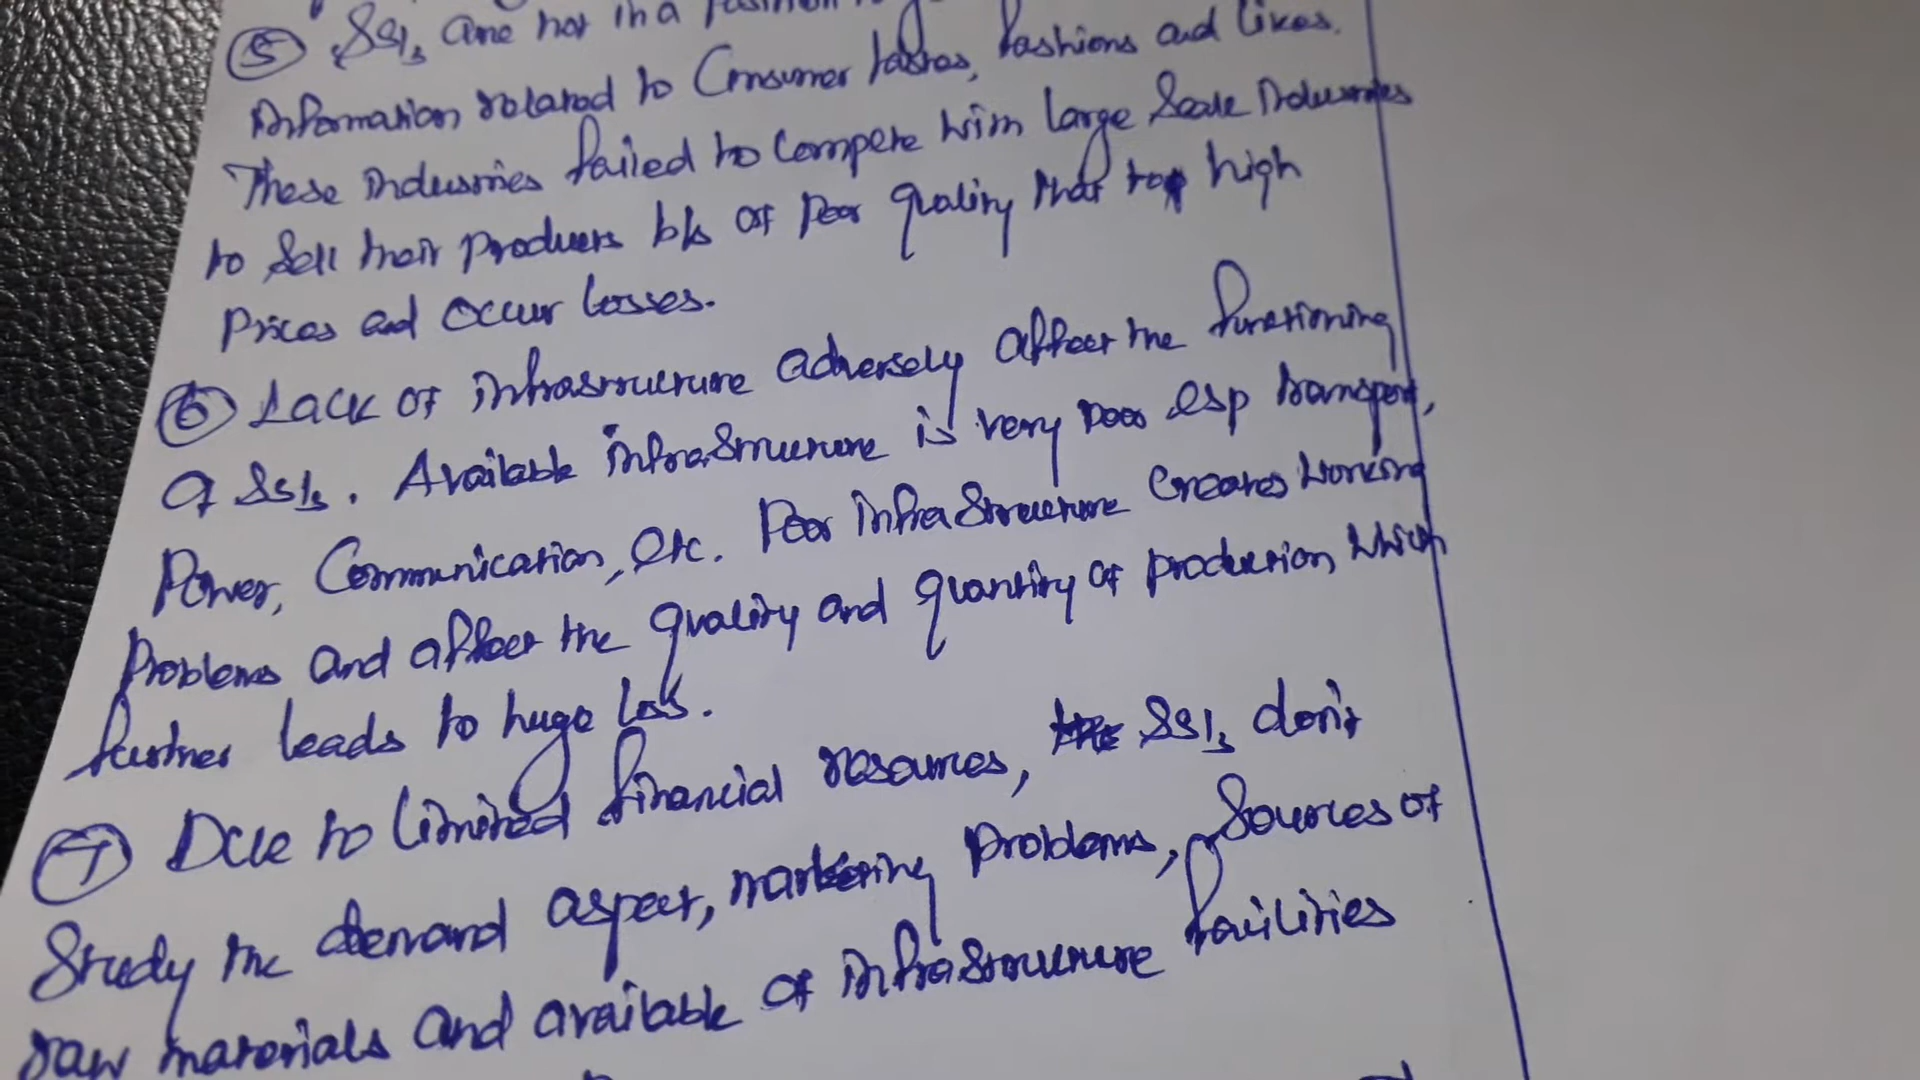 ⑤ SSIs are not in a
information related to Consumer tastes, fashions and likes.
These industries failed to compete with large Scale Industries
to Sell their products b/s of Poor quality that too high
Prices and occur losses.
⑥ Lack of infrastructure adversely affect the functioning
of SSIs. Available infrastructure is very Poor esp transport,
Power, Communication, etc. Poor infrastructure Creates working
Problems and affect the quality and quantity of production which
further leads to huge loss.
⑦ Due to limited financial resources, the SSIs don't
Study the demand aspect, marketing Problems, Sources of
raw materials and available of infrastructure facilities